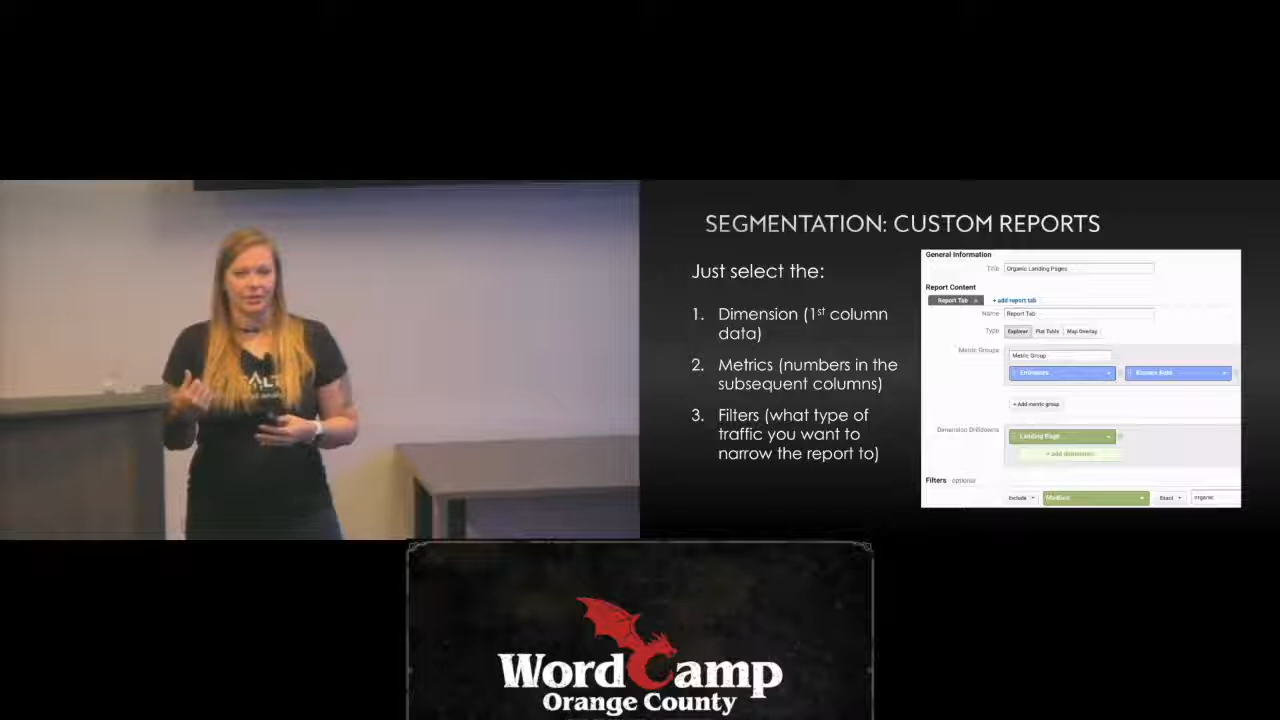 SEGMENTATION: CUSTOM REPORTS
Just select the:
1. Dimension (1st column
data)
2. Metrics (numbers in the
subsequent columns)
3. Filters (what type of
traffic you want to
narrow the report to)
General Information
Title Organic Landing Pages
Report Content
Report Tab + add report tab
Name Report Tab
Type Explorer Flat Table Map Overlay
Metric Groups
Metric Group
Entrances Bounce Rate
+ Add metric group
Dimension Drilldowns
Landing Page
+ add dimension
Filters optional
Include Medium Exact organic
WordCamp
Orange County